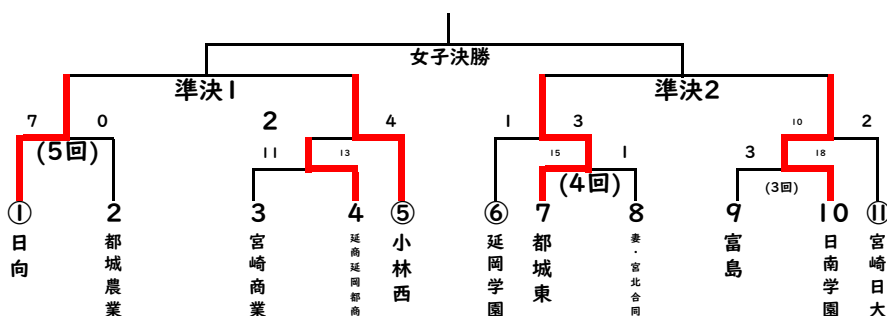 女子決勝
準決1
準決2
7
0
2
4
1
3
10
2
(5回)
11
13
15
1
3
18
(4回)
(3回)
①
2
3
4
⑤
⑥
7
8
9
10
⑪
日向
都城農業
宮崎商業
延商延岡都商
小林西
延岡学園
都城東
妻・宮北合同
富島
日南学園
宮崎日大